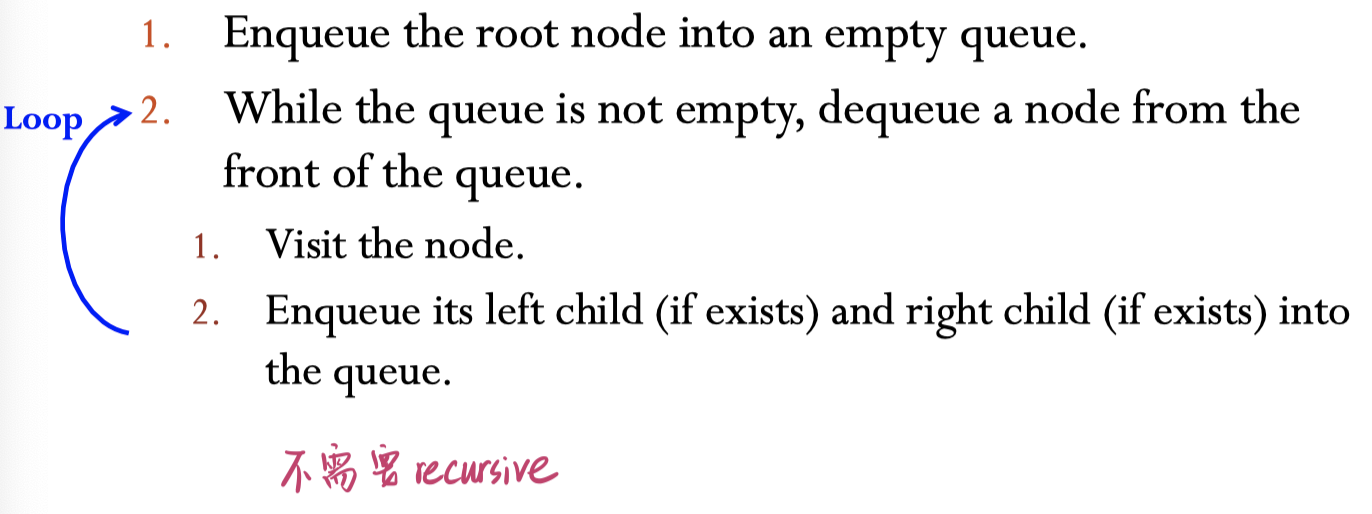 1. Enqueue the root node into an empty queue.
Loop 2. While the queue is not empty, dequeue a node from the
front of the queue.
1. Visit the node.
2. Enqueue its left child (if exists) and right child (if exists) into
the queue.
不需要 recursive